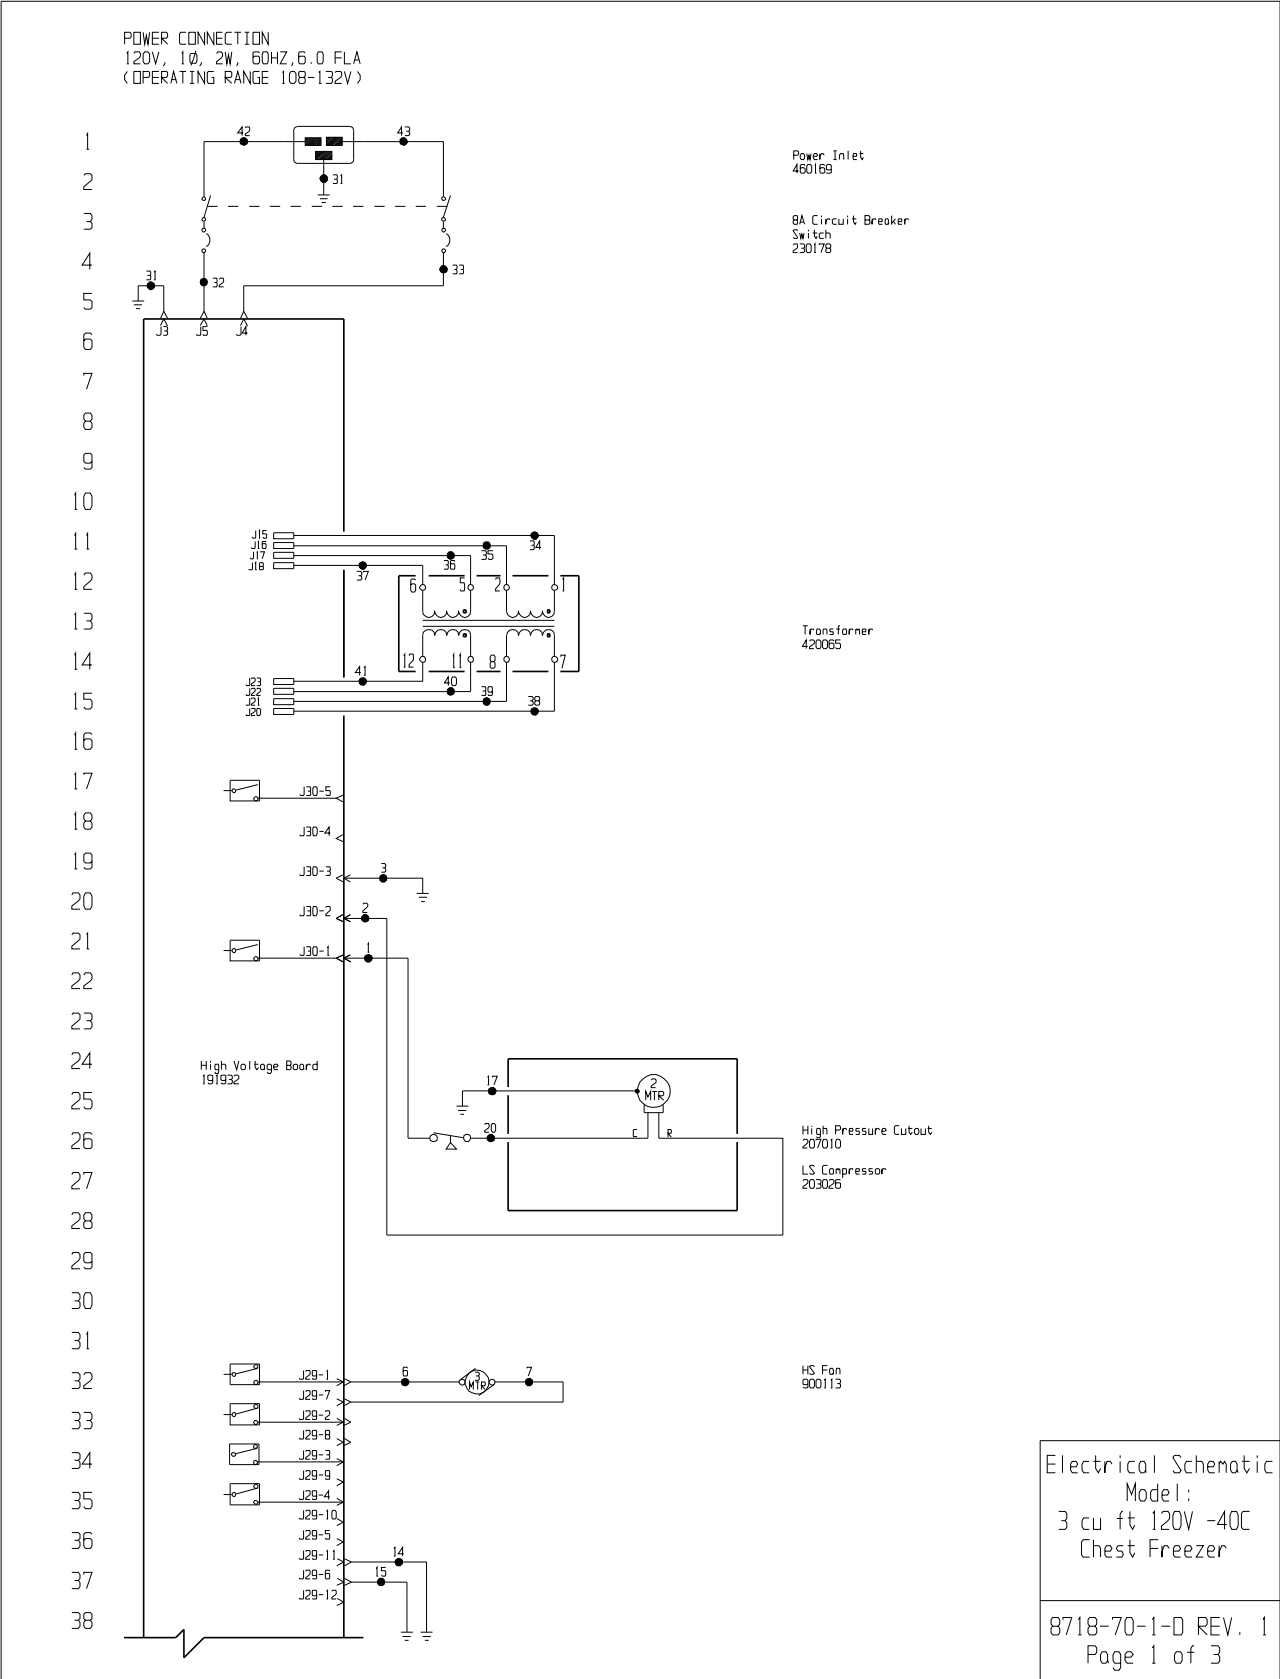 POWER CONNECTION
120V, 1Ø, 2W, 60HZ,6.0 FLA
(OPERATING RANGE 108-132V)
1
42
43
Power Inlet
460169
2
31
3
8A Circuit Breaker
Switch
230178
4
31
32
33
5
J3
J5
J4
6
7
8
9
10
11
J15
J16
J17
J18
34
35
36
37
12
6
5
2
1
13
Transformer
420065
14
12
11
8
7
J23
J22
J21
J20
41
40
39
38
15
16
17
J30-5
18
J30-4
19
J30-3
3
20
J30-2
2
21
J30-1
1
22
23
24
High Voltage Board
191932
17
2
MTR
25
20
C
R
26
High Pressure Cutout
207010
27
LS Compressor
203026
28
29
30
31
32
J29-1
6
3
MTR
7
HS Fan
900113
J29-7
33
J29-2
J29-8
34
J29-3
J29-9
35
J29-4
J29-10
36
J29-5
J29-11
14
37
J29-6
15
J29-12
38
Electrical Schematic
Model:
3 cu ft 120V -40C
Chest Freezer
8718-70-1-D REV. 1
Page 1 of 3